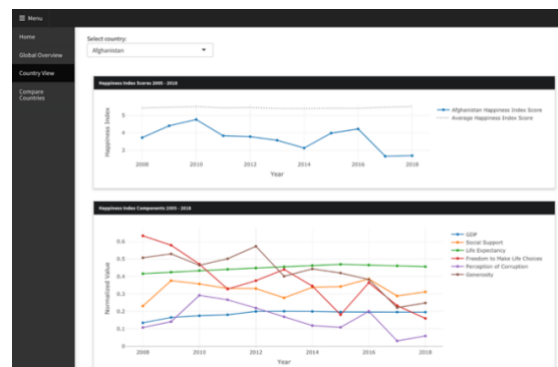 ☰ Menu
Home
Global Overview
Country View
Compare
Countries
Select country:
Afghanistan
Happiness Index Scores 2005 - 2018
Happiness Index
5
4
3
2008
2010
2012
2014
2016
2018
Year
Afghanistan Happiness Index Score
Average Happiness Index Score
Happiness Index Components 2005 - 2018
Normalized Value
0.6
0.5
0.4
0.3
0.2
0.1
0
2008
2010
2012
2014
2016
2018
Year
GDP
Social Support
Life Expectancy
Freedom to Make Life Choices
Perception of Corruption
Generosity